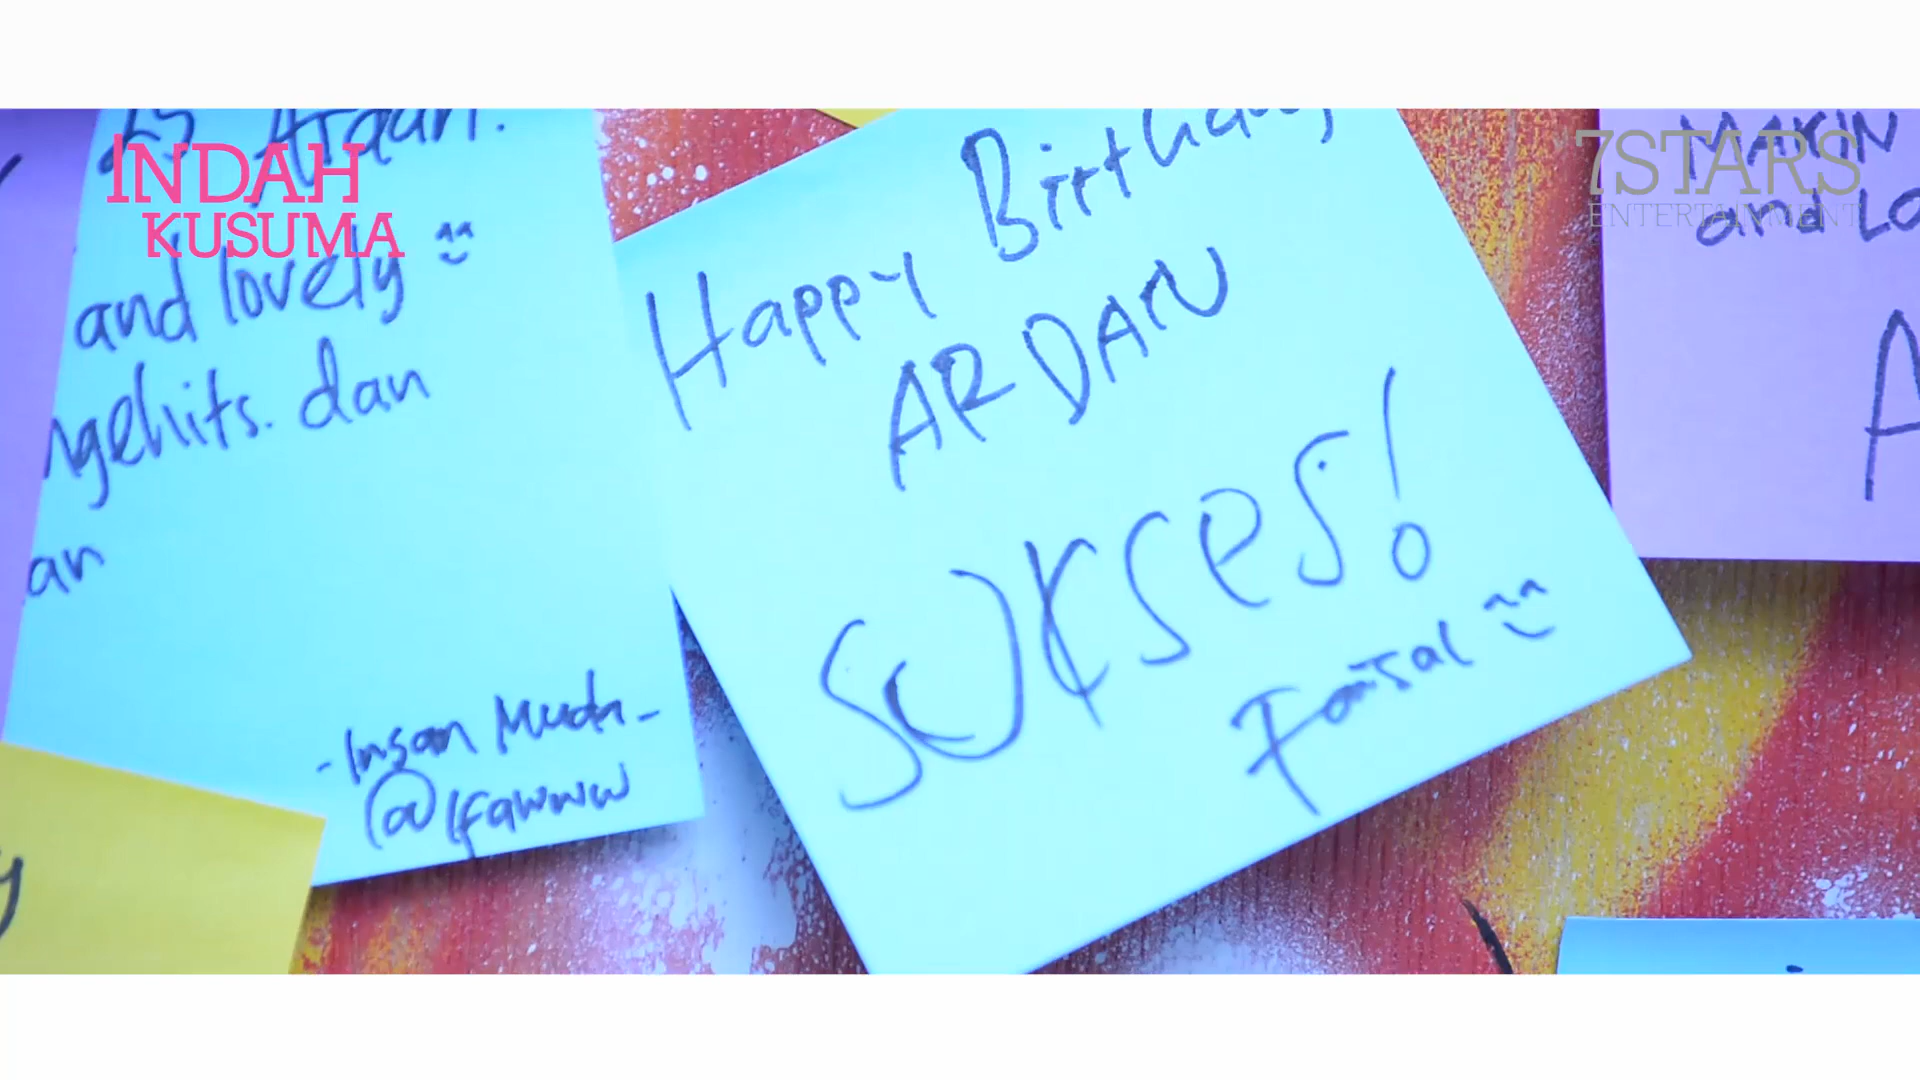 INDAH
KUSUMA
7STARS
ENTERTAINMENT
and lovely
ngehits. dan
an
- Insan Muda -
@lfawww
Happy Birthday
ARDAN
SUKSES!
Faisal
MAKIN
and Lo
A